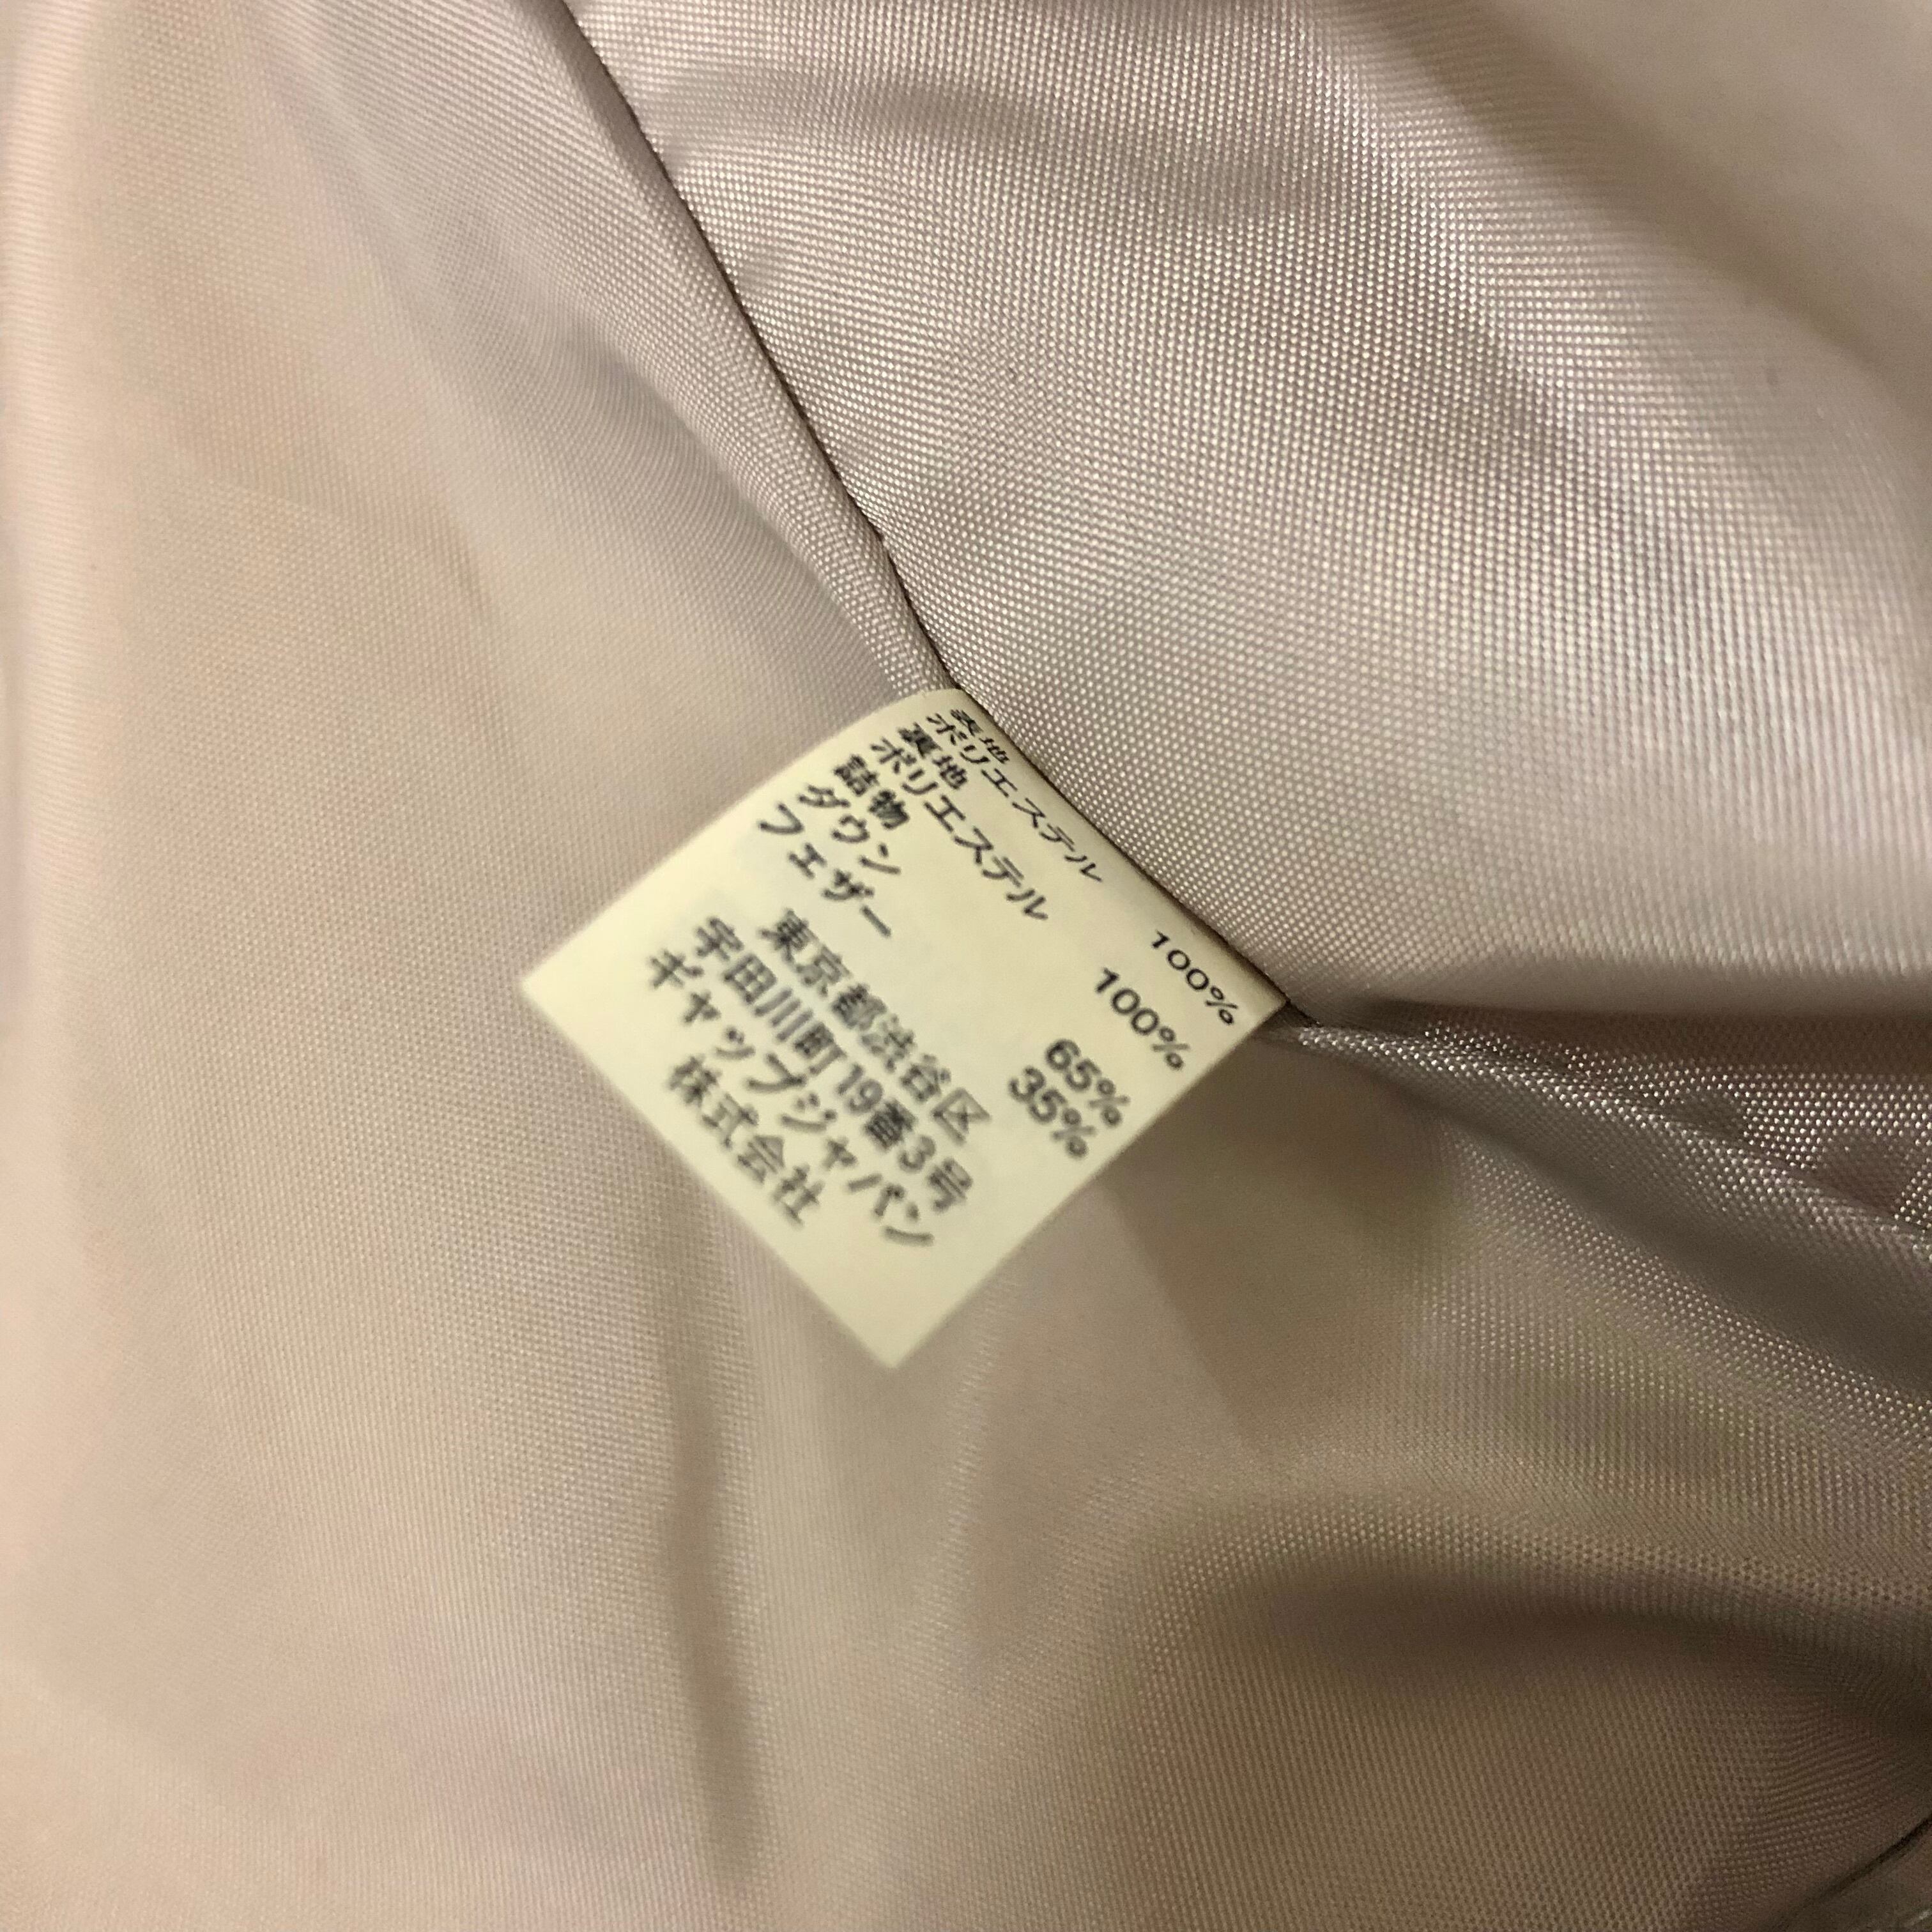 表地
ポリエステル 100%
裏地
ポリエステル 100%
詰物
ダウン 65%
フェザー 35%
東京都渋谷区
宇田川町19番3号
ギャップジャパン
株式会社